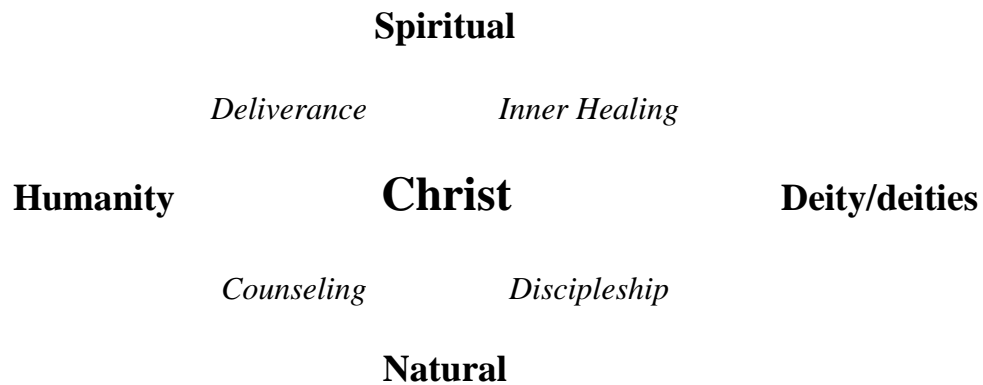 Spiritual
Deliverance Inner Healing
Humanity Christ Deity/deities
Counseling Discipleship
Natural